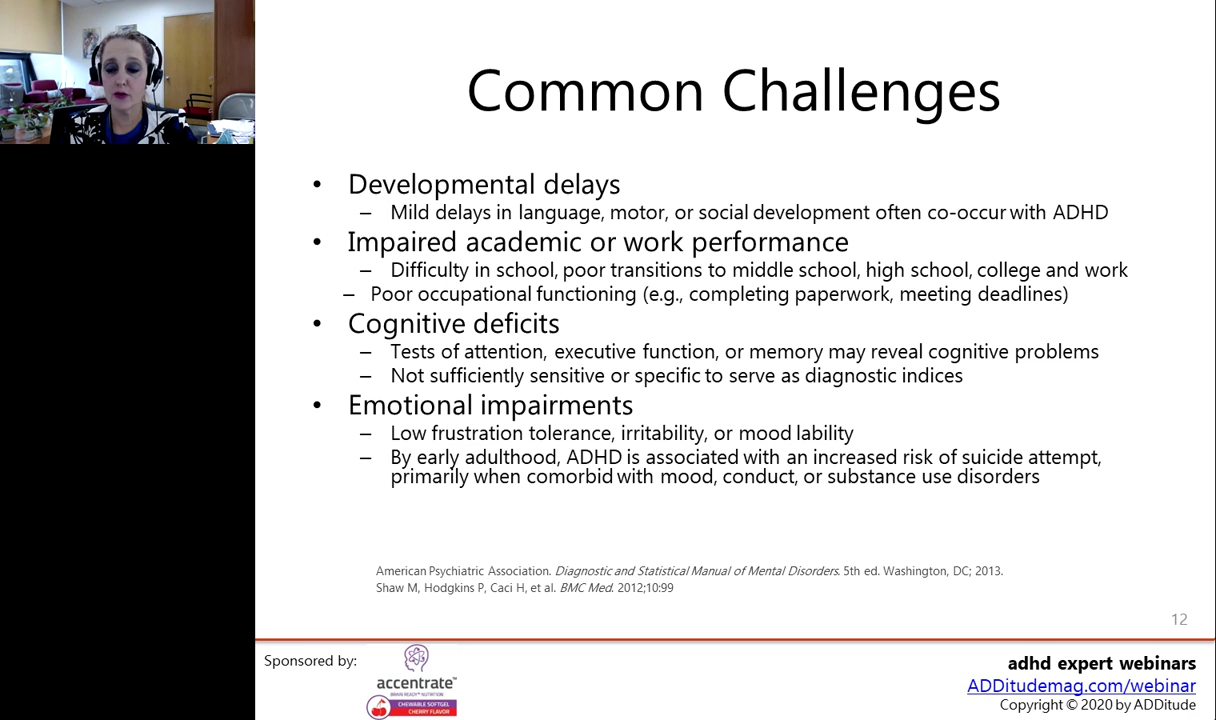 Common Challenges
• Developmental delays
– Mild delays in language, motor, or social development often co-occur with ADHD
• Impaired academic or work performance
– Difficulty in school, poor transitions to middle school, high school, college and work
– Poor occupational functioning (e.g., completing paperwork, meeting deadlines)
• Cognitive deficits
– Tests of attention, executive function, or memory may reveal cognitive problems
– Not sufficiently sensitive or specific to serve as diagnostic indices
• Emotional impairments
– Low frustration tolerance, irritability, or mood lability
– By early adulthood, ADHD is associated with an increased risk of suicide attempt,
primarily when comorbid with mood, conduct, or substance use disorders
American Psychiatric Association. Diagnostic and Statistical Manual of Mental Disorders. 5th ed. Washington, DC; 2013.
Shaw M, Hodgkins P, Caci H, et al. BMC Med. 2012;10:99
12
Sponsored by:
accentrate™
BRAIN READY™ NUTRITION
CHEWABLE SOFTGEL
CHERRY FLAVOR
adhd expert webinars
ADDitudemag.com/webinar
Copyright © 2020 by ADDitude